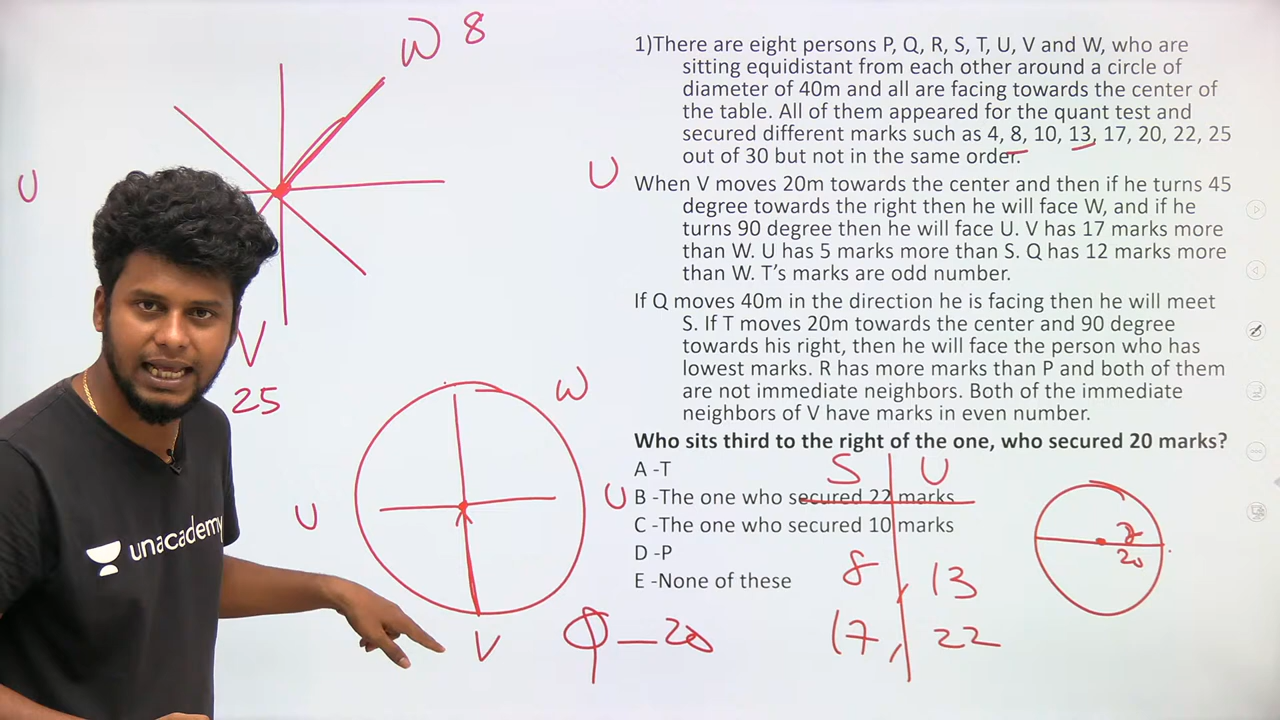 W 8
U
V
25
W
U
U
V
Q - 20
U
1)There are eight persons P, Q, R, S, T, U, V and W, who are
sitting equidistant from each other around a circle of
diameter of 40m and all are facing towards the center of
the table. All of them appeared for the quant test and
secured different marks such as 4, 8, 10, 13, 17, 20, 22, 25
out of 30 but not in the same order.
When V moves 20m towards the center and then if he turns 45
degree towards the right then he will face W, and if he
turns 90 degree then he will face U. V has 17 marks more
than W. U has 5 marks more than S. Q has 12 marks more
than W. T’s marks are odd number.
If Q moves 40m in the direction he is facing then he will meet
S. If T moves 20m towards the center and 90 degree
towards his right, then he will face the person who has
lowest marks. R has more marks than P and both of them
are not immediate neighbors. Both of the immediate
neighbors of V have marks in even number.
Who sits third to the right of the one, who secured 20 marks?
A -T
B -The one who secured 22 marks
C -The one who secured 10 marks
D -P
E -None of these
S U
8, 13
17, 22
20
unacademy